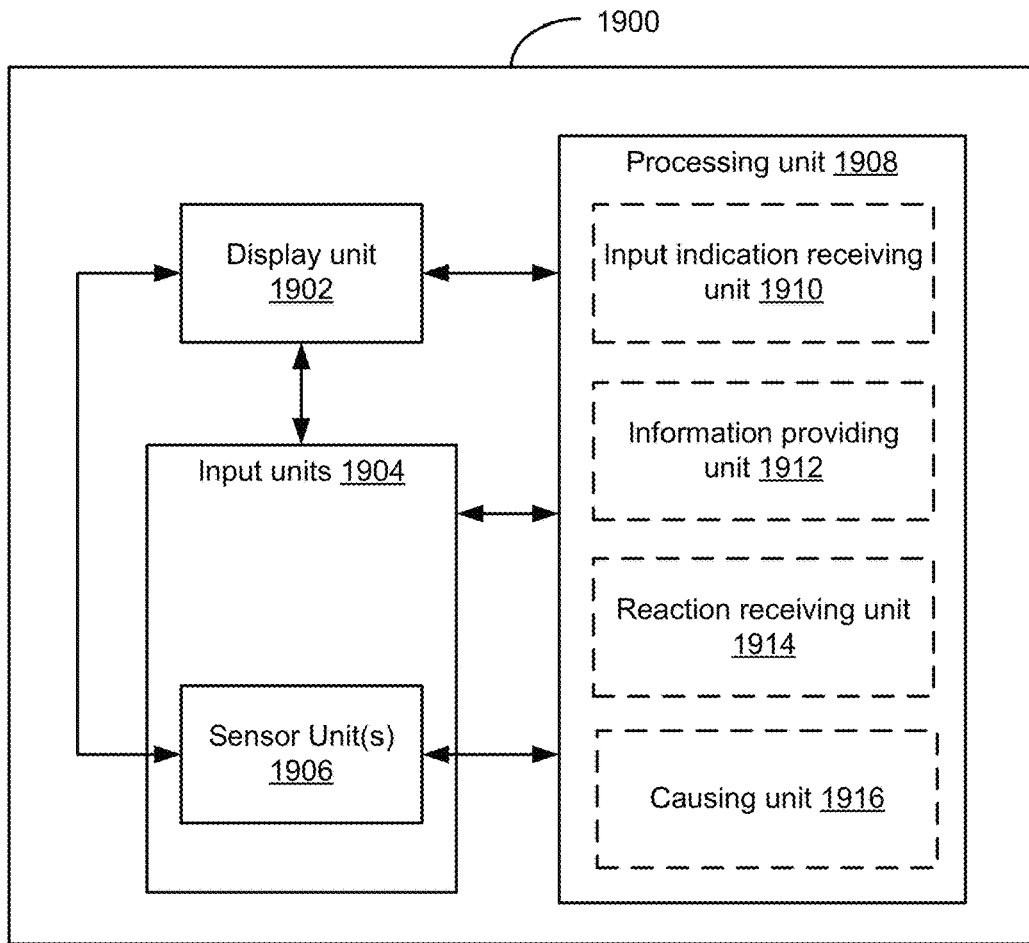 1900
Display unit
1902
Input units 1904
Sensor Unit(s)
1906
Processing unit 1908
Input indication receiving
unit 1910
Information providing
unit 1912
Reaction receiving unit
1914
Causing unit 1916